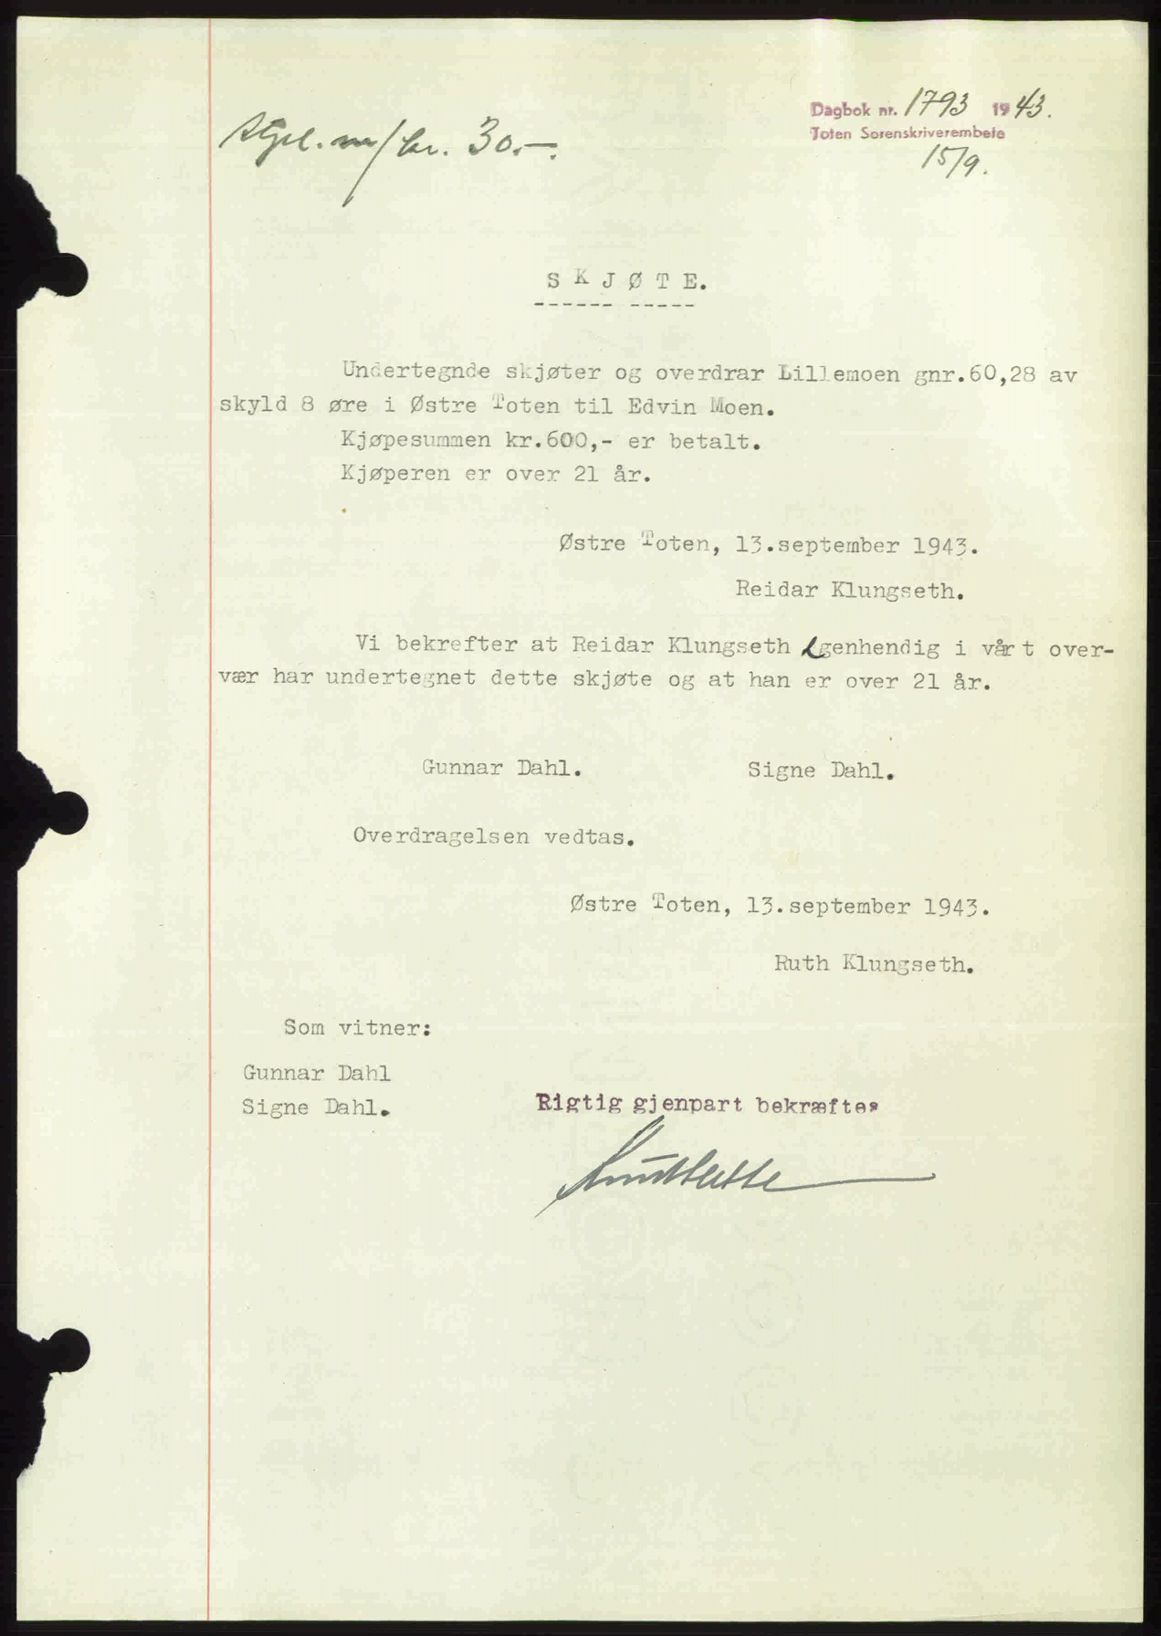 Dagbok nr. 1793 1943.
Toten Sorenskriverembete
15/9.
kr. 30.-.
SKJØTE.
Undertegnde skjøter og overdrar Lillemoen gnr.60,28 av
skyld 8 øre i Østre Toten til Edvin Moen.
Kjøpesummen kr.600,- er betalt.
Kjøperen er over 21 år.
Østre Toten, 13.september 1943.
Reidar Klungseth.
Vi bekrefter at Reidar Klungseth egenhendig i vårt over-
vær har undertegnet dette skjøte og at han er over 21 år.
Gunnar Dahl. Signe Dahl.
Overdragelsen vedtas.
Østre Toten, 13.september 1943.
Ruth Klungseth.
Som vitner:
Gunnar Dahl
Signe Dahl.
Rigtig gjenpart bekræftes